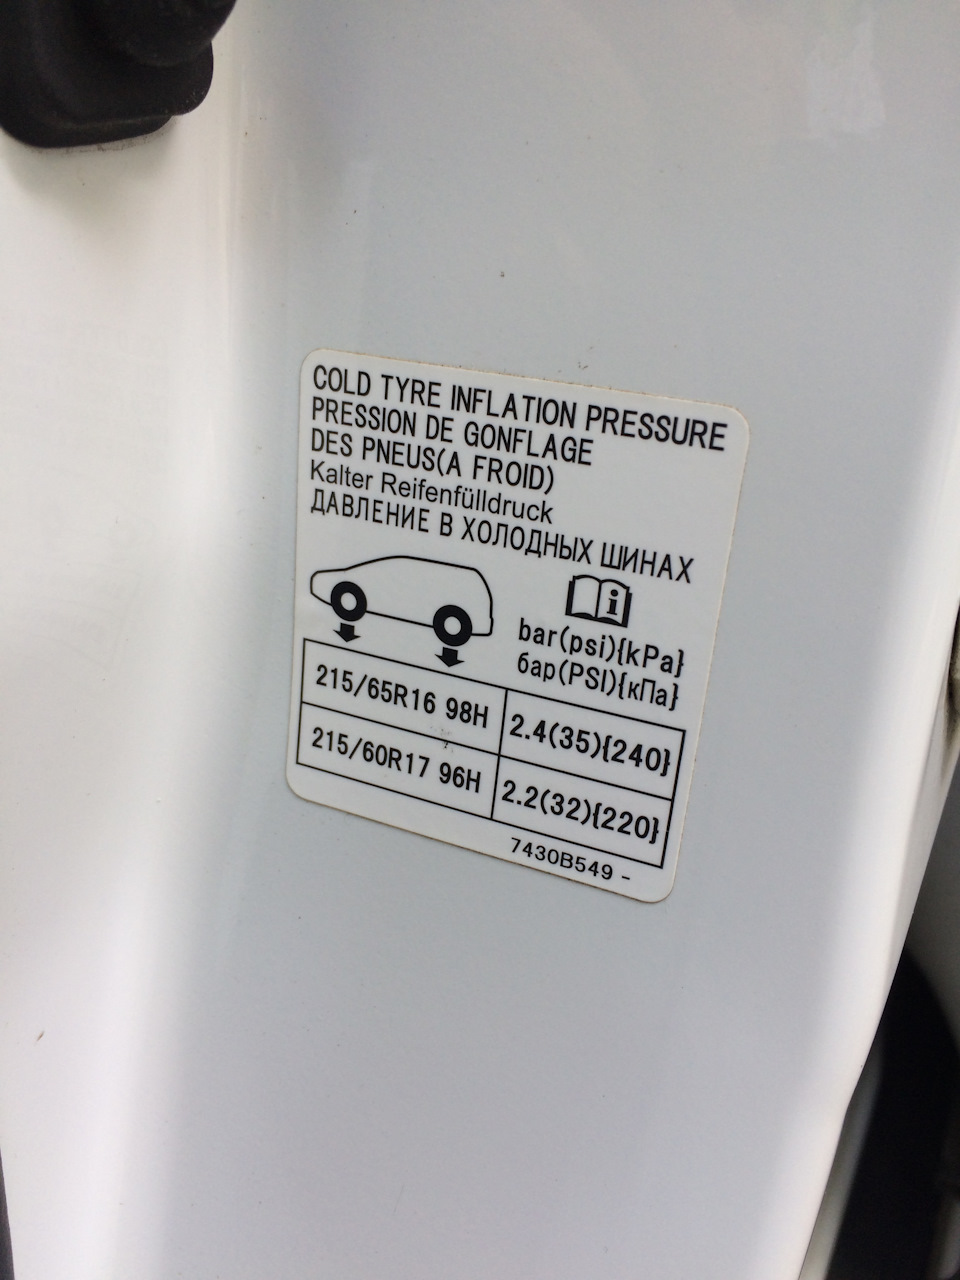 COLD TYRE INFLATION PRESSURE
PRESSION DE GONFLAGE
DES PNEUS(A FROID)
Kalter Reifenfülldruck
ДАВЛЕНИЕ В ХОЛОДНЫХ ШИНАХ
i
bar(psi){kPa}
бар(PSI){кПа}
215/65R16 98H 2.4(35){240}
215/60R17 96H 2.2(32){220}
7430B549 -